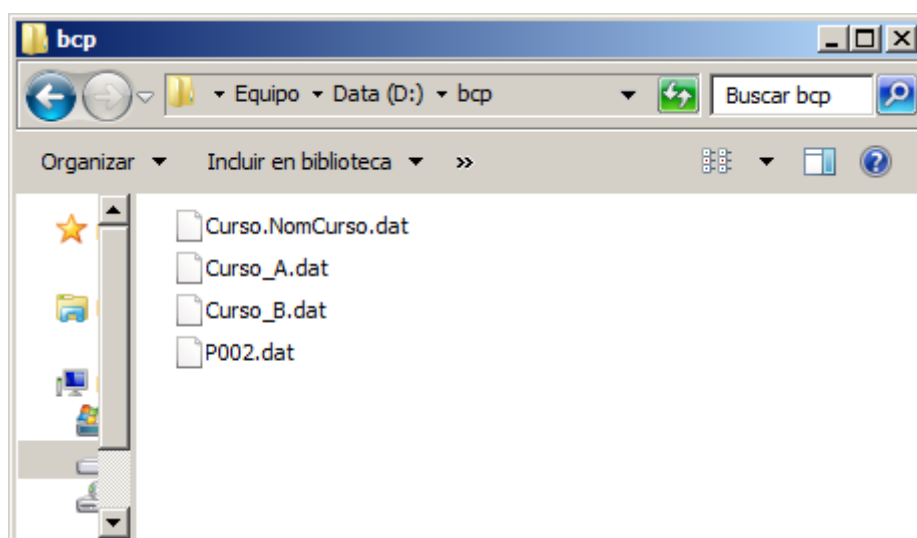 bcp
Equipo Data (D:) bcp Buscar bcp
Organizar Incluir en biblioteca »
Curso.NomCurso.dat
Curso_A.dat
Curso_B.dat
P002.dat